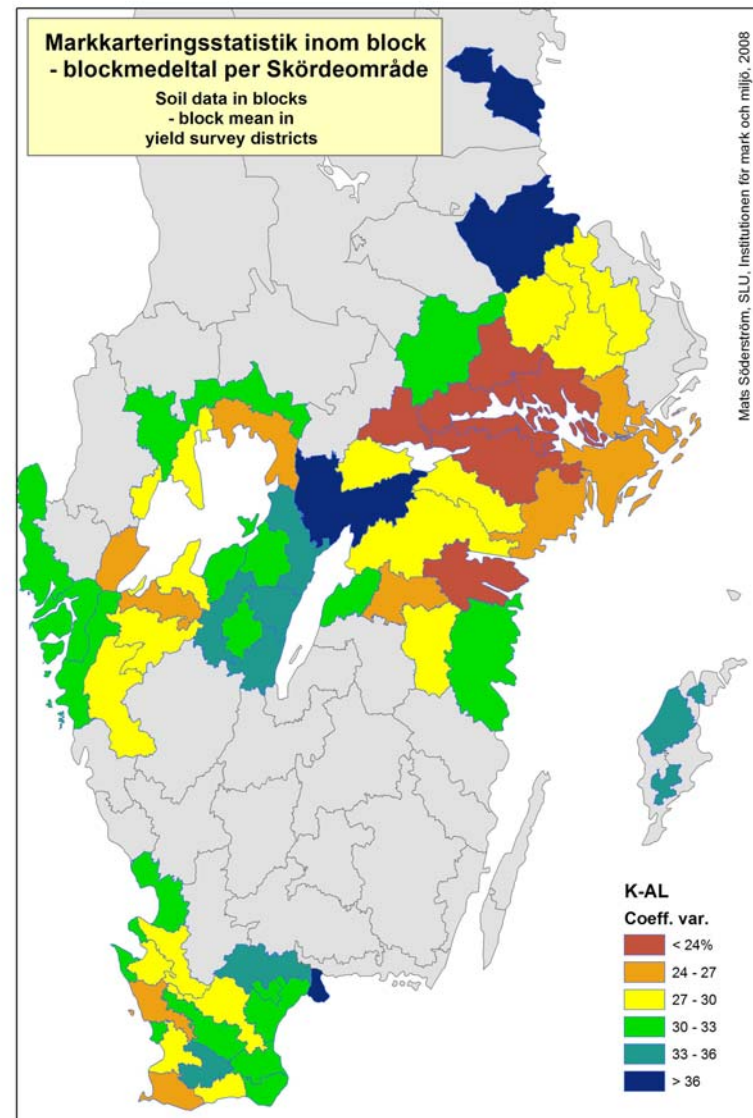 Markkarteringsstatistik inom block
- blockmedeltal per Skördeområde
Soil data in blocks
- block mean in
yield survey districts
Mats Söderström, SLU, Institutionen för mark och miljö, 2008
K-AL
Coeff. var.
< 24%
24 - 27
27 - 30
30 - 33
33 - 36
> 36